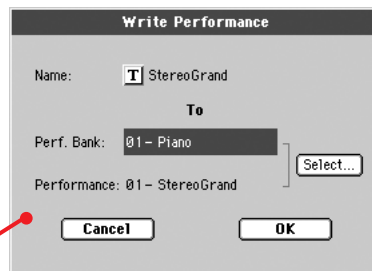 Write Performance
Name: T StereoGrand
To
Perf. Bank: 01- Piano
Select...
Performance: 01- StereoGrand
Cancel OK